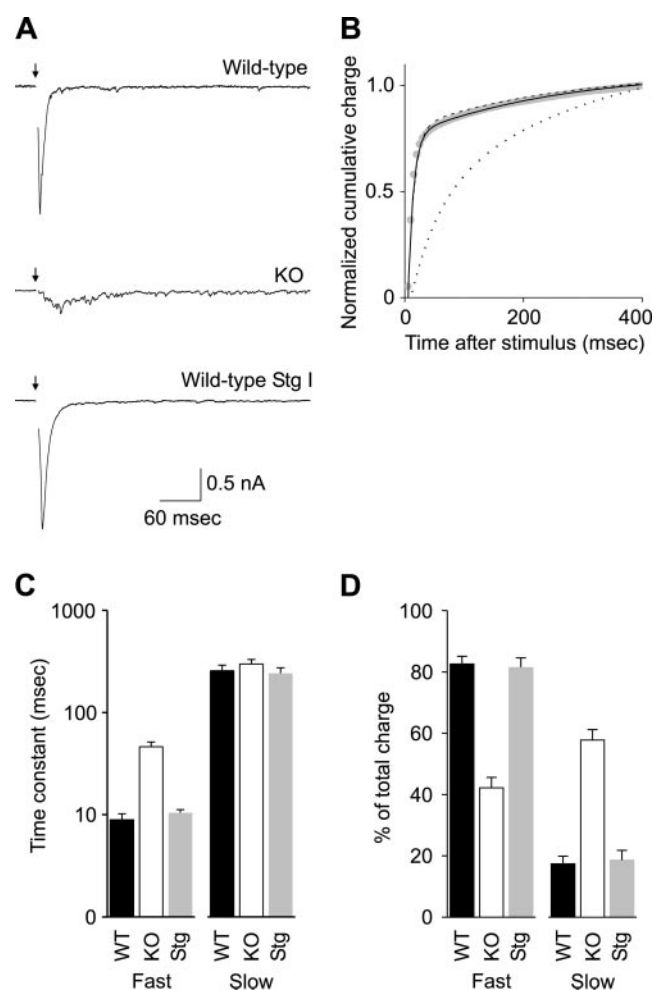 A
Wild-type
KO
Wild-type Stg I
0.5 nA
60 msec
B
Normalized cumulative charge
1.0
0.5
0
0
200
400
Time after stimulus (msec)
C
Time constant (msec)
1000
100
10
0
WT
KO
Stg
WT
KO
Stg
Fast
Slow
D
% of total charge
100
80
60
40
20
0
WT
KO
Stg
WT
KO
Stg
Fast
Slow